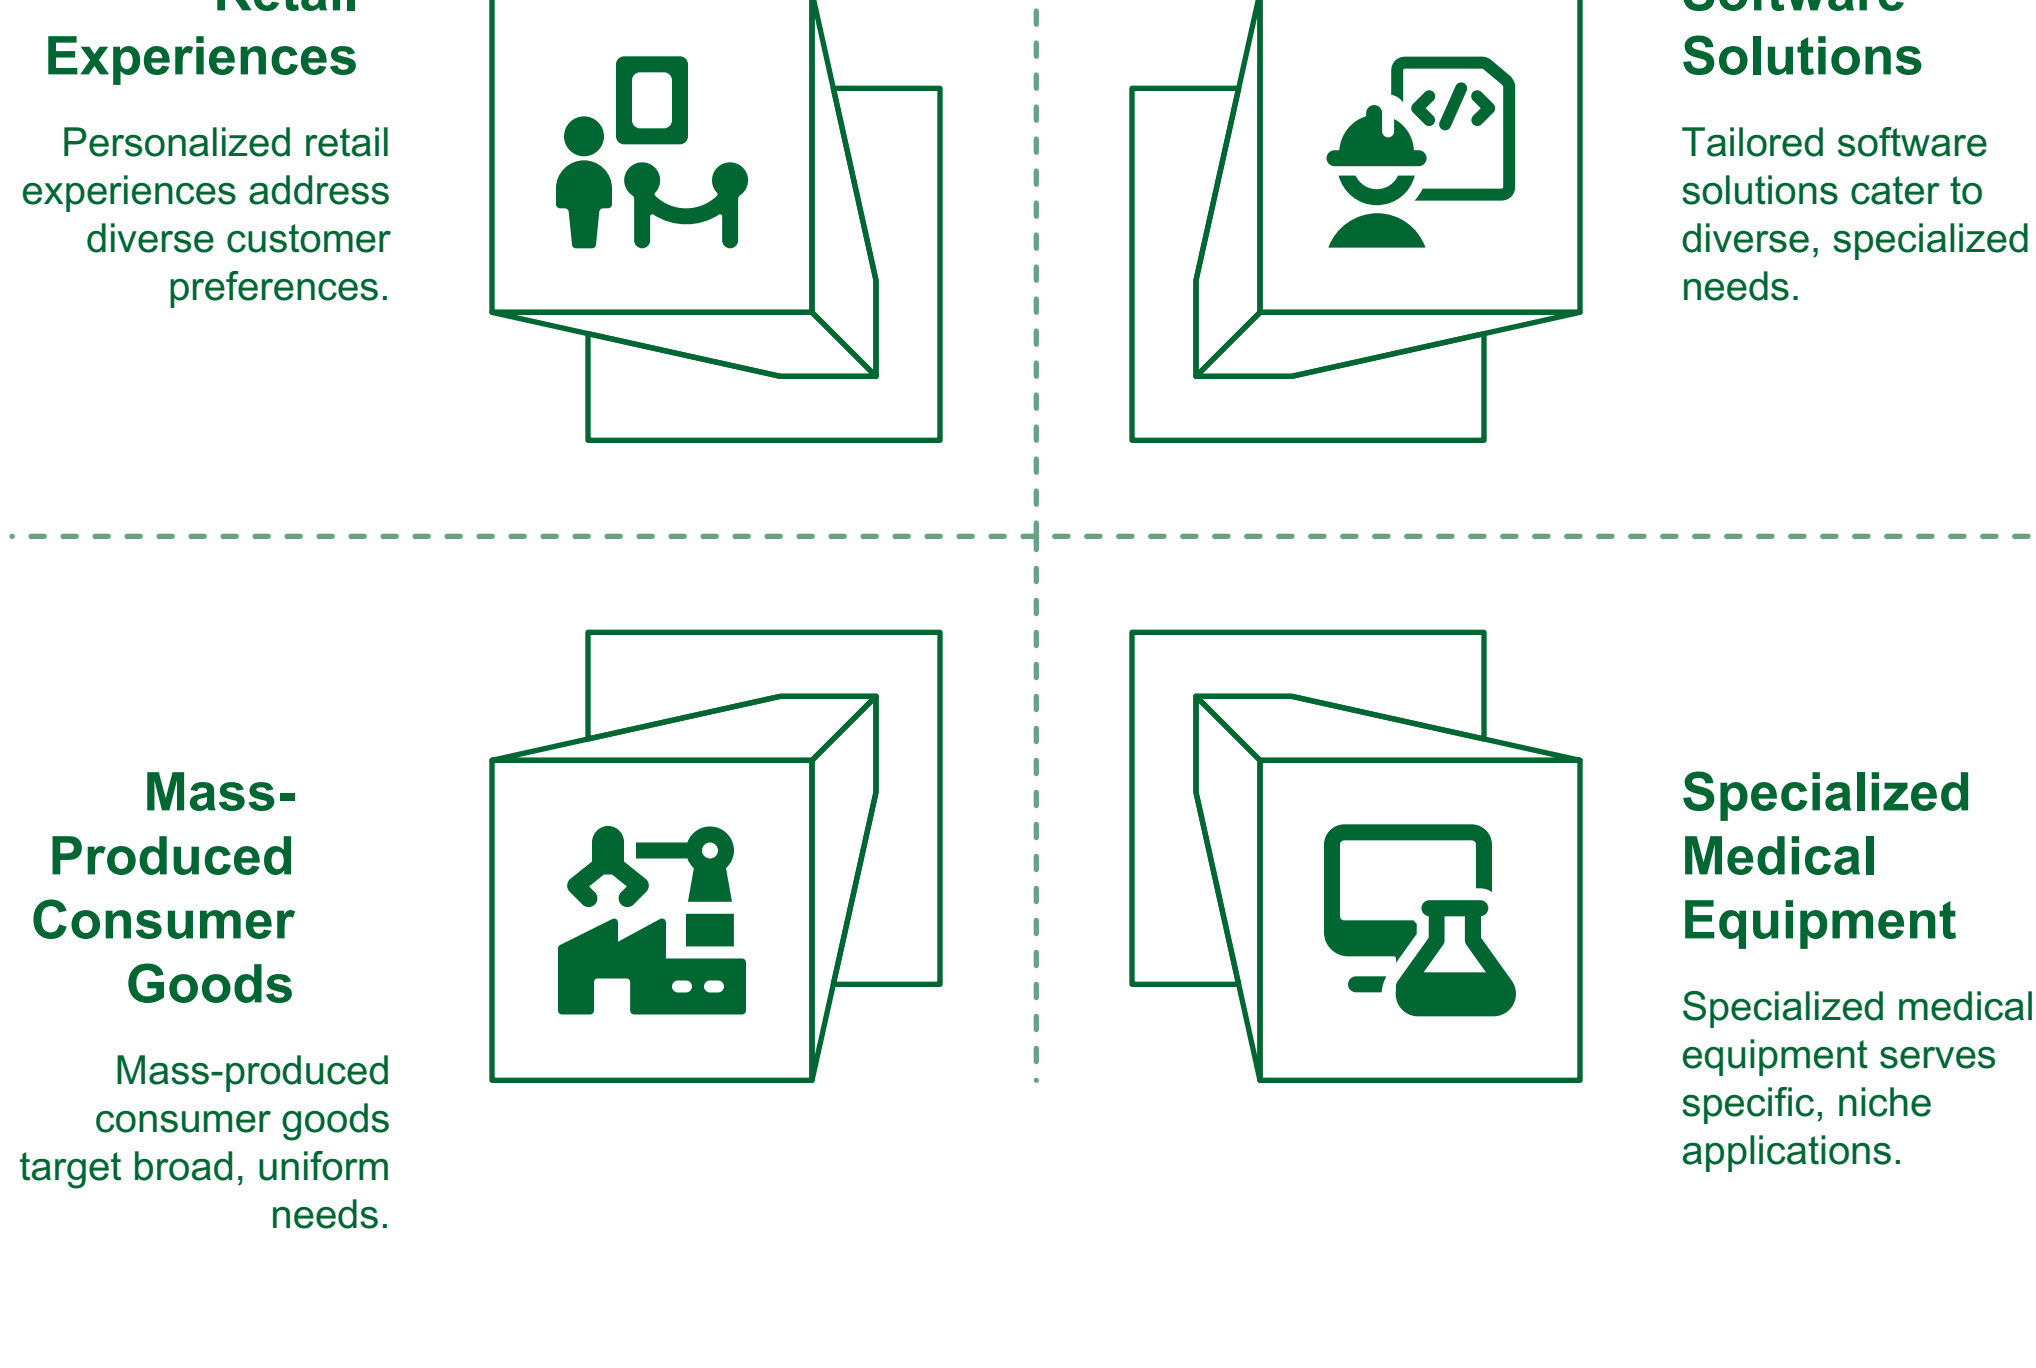 Retail
Experiences
Personalized retail
experiences address
diverse customer
preferences.
Software
Solutions
Tailored software
solutions cater to
diverse, specialized
needs.
Mass-
Produced
Consumer
Goods
Mass-produced
consumer goods
target broad, uniform
needs.
Specialized
Medical
Equipment
Specialized medical
equipment serves
specific, niche
applications.